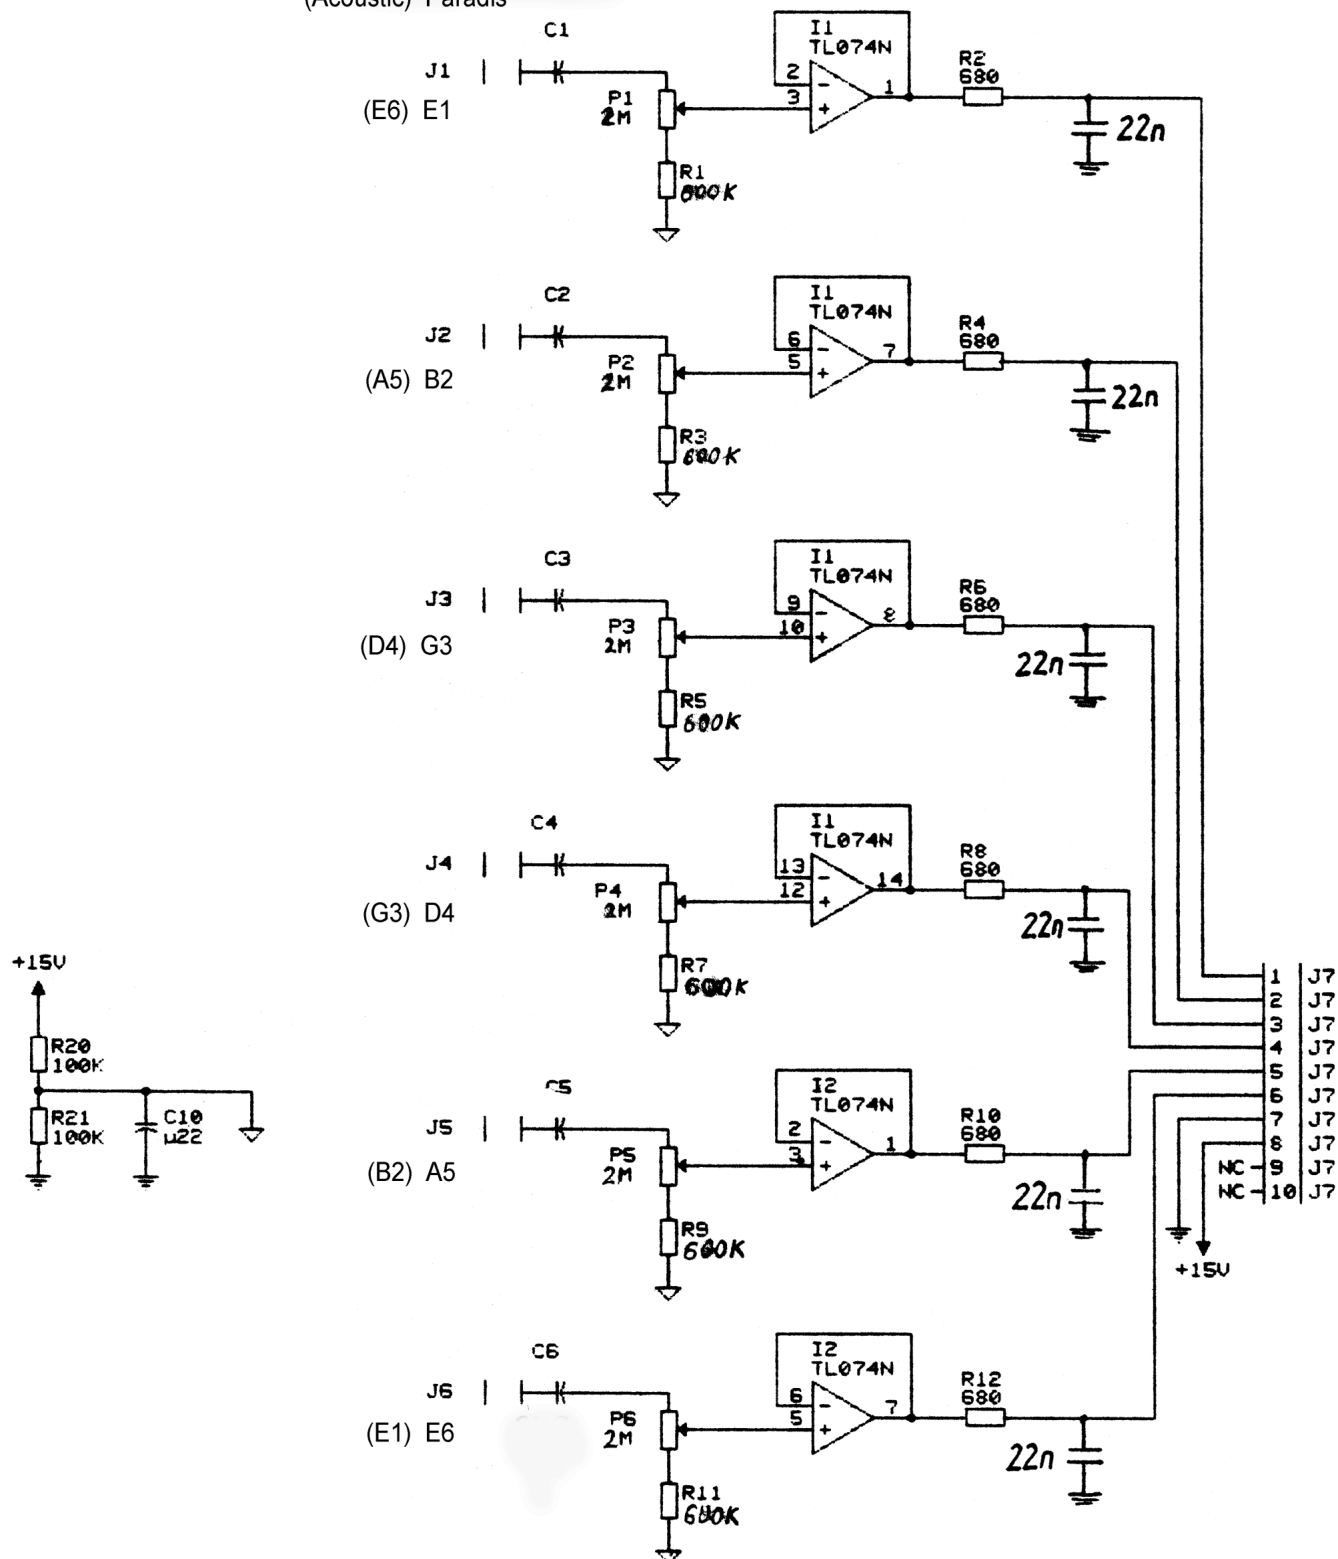 (Acoustic) Paradis
C1
J1
(E6) E1
P1
2M
R1
I1
TL074N
2
3
1
R2
680
22n
C2
J2
(A5) B2
P2
2M
R3
600K
I1
TL074N
6
5
7
R4
680
22n
C3
J3
(D4) G3
P3
2M
R5
600K
I1
TL074N
9
10
8
R6
680
22n
C4
J4
(G3) D4
P4
2M
R7
600K
I1
TL074N
13
12
14
R8
680
22n
+15V
R20
100K
R21
100K
C10
µ22
C5
J5
(B2) A5
P5
2M
R9
600K
I2
TL074N
2
3
1
R10
680
22n
C6
J6
(E1) E6
P6
2M
R11
600K
I2
TL074N
6
5
7
R12
680
22n
1 J7
2 J7
3 J7
4 J7
5 J7
6 J7
7 J7
8 J7
NC 9 J7
NC 10 J7
+15V